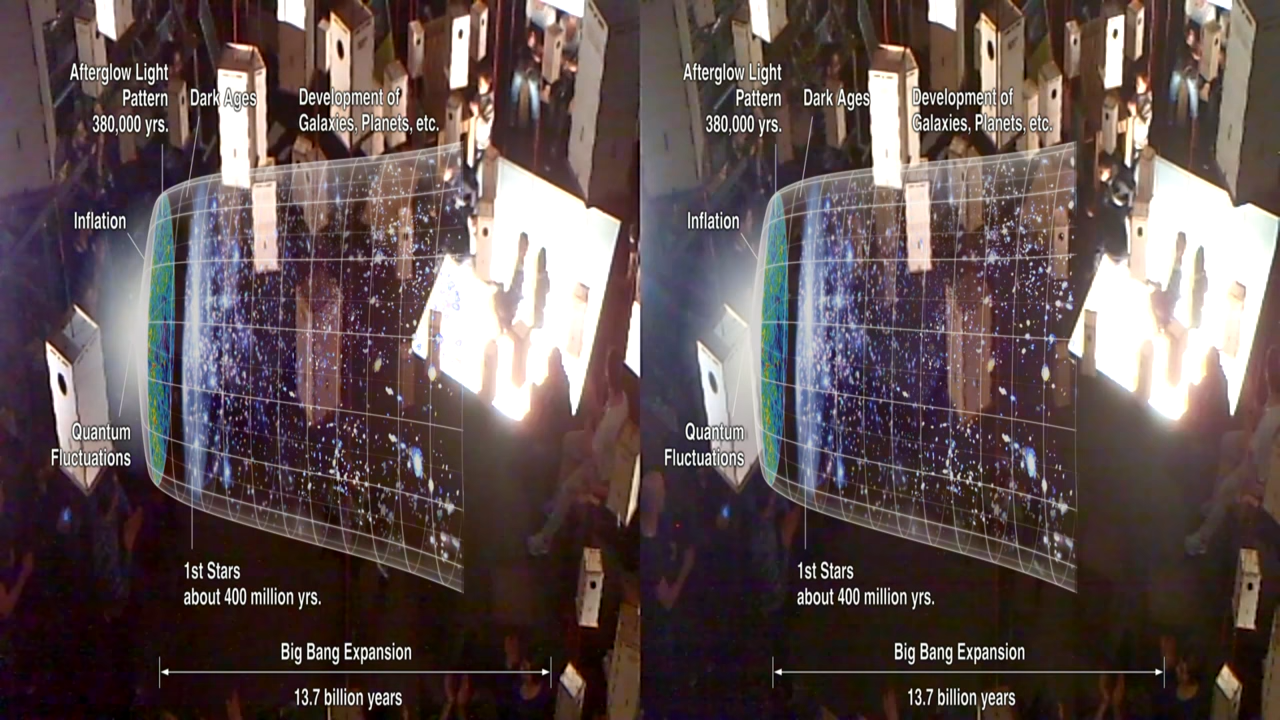 Afterglow Light
Pattern
380,000 yrs.
Dark Ages
Development of
Galaxies, Planets, etc.
Inflation
Quantum
Fluctuations
1st Stars
about 400 million yrs.
Big Bang Expansion
13.7 billion years
Afterglow Light
Pattern
380,000 yrs.
Dark Ages
Development of
Galaxies, Planets, etc.
Inflation
Quantum
Fluctuations
1st Stars
about 400 million yrs.
Big Bang Expansion
13.7 billion years